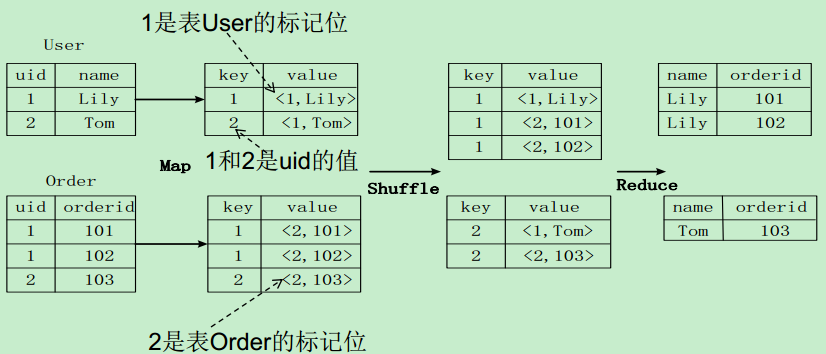 1是表User的标记位
User
uid name
1 Lily
2 Tom
key value
1 <1,Lily>
2 <1,Tom>
1和2是uid的值
Map
Order
uid orderid
1 101
1 102
2 103
key value
1 <2,101>
1 <2,102>
2 <2,103>
2是表Order的标记位
Shuffle
key value
1 <1,Lily>
1 <2,101>
1 <2,102>
key value
2 <1,Tom>
2 <2,103>
Reduce
name orderid
Lily 101
Lily 102
name orderid
Tom 103